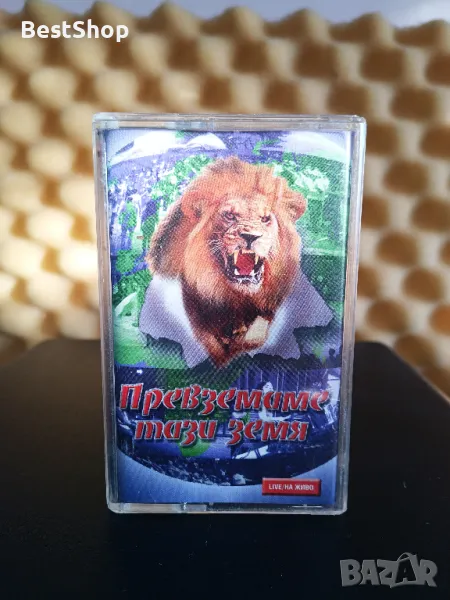 BestShop
Превземаме
тази земя
LIVE/НА ЖИВО
BAZAR